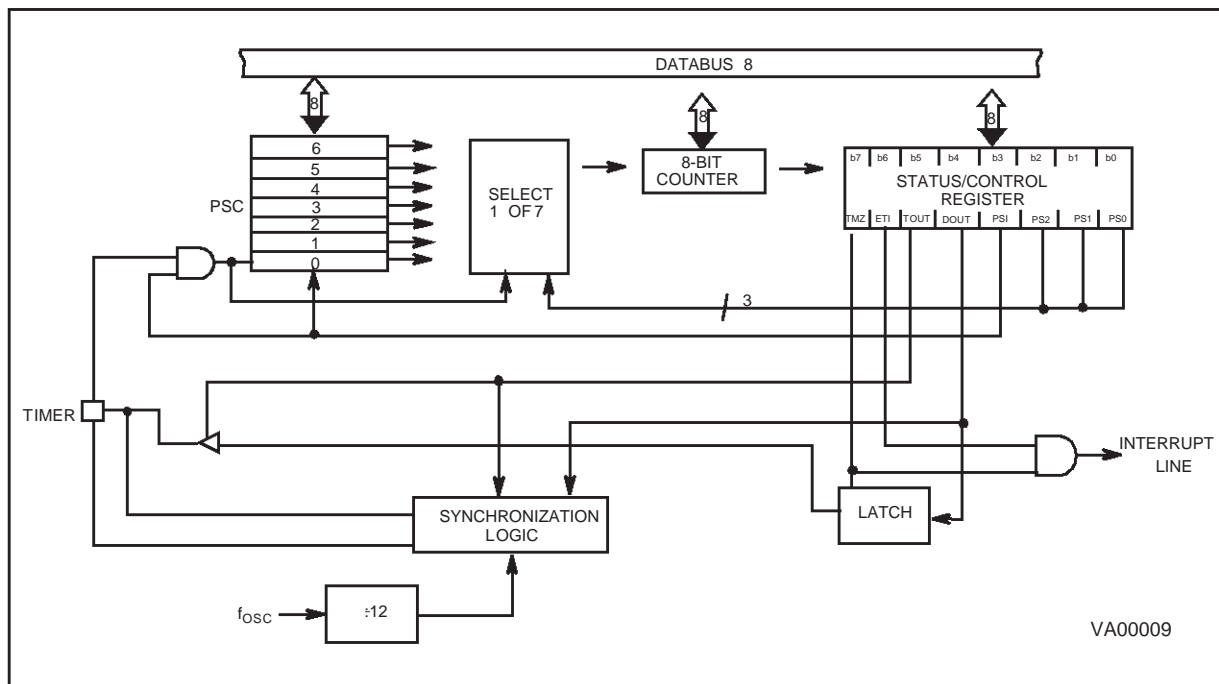 DATABUS 8
8
8
8
6
5
4
3
2
1
0
PSC
SELECT
1 OF 7
8-BIT
COUNTER
b7 b6 b5 b4 b3 b2 b1 b0
STATUS/CONTROL
REGISTER
TMZ ETI TOUT DOUT PSI PS2 PS1 PS0
3
TIMER
INTERRUPT
LINE
SYNCHRONIZATION
LOGIC
LATCH
fOSC
÷12
VA00009